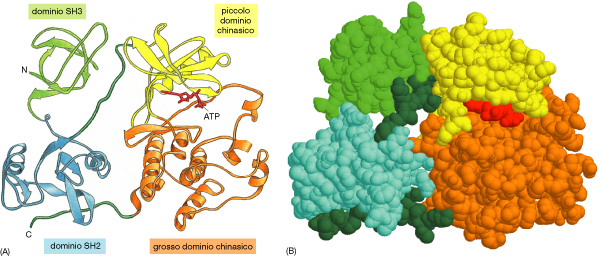 (A)
dominio SH3
piccolo
dominio
chinasico
N
ATP
C
dominio SH2
grosso dominio chinasico
(B)